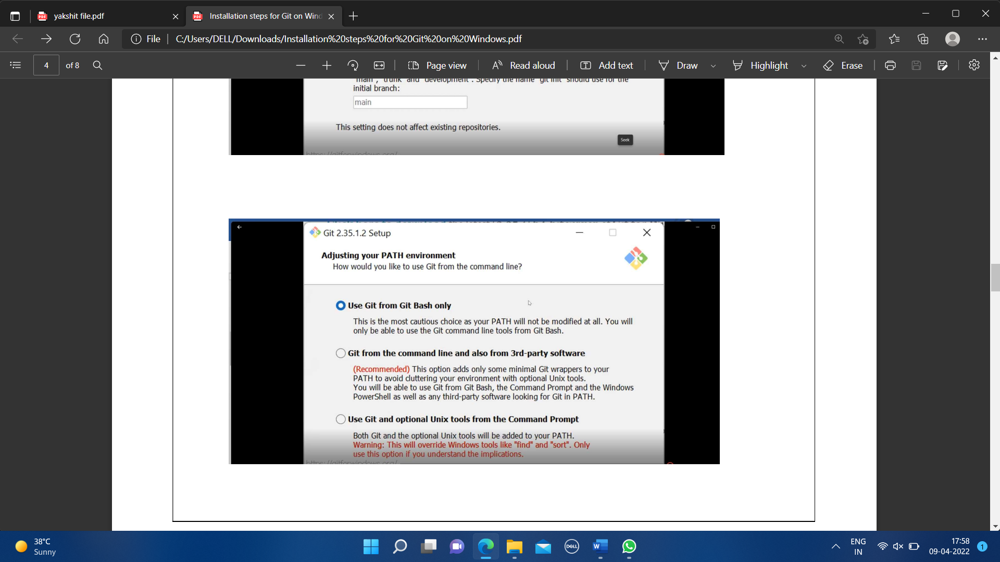 yakshit file.pdf
Installation steps for Git on Wind
File
C:/Users/DELL/Downloads/Installation%20steps%20for%20Git%20on%20Windows.pdf
4 of 8
Page view
Read aloud
Add text
Draw
Highlight
Erase
"main", "trunk" and "development". Specify the name "git init" should use for the
initial branch:
main
This setting does not affect existing repositories.
Seek
https://gitforwindows.org/
Git 2.35.1.2 Setup
Adjusting your PATH environment
How would you like to use Git from the command line?
Use Git from Git Bash only
This is the most cautious choice as your PATH will not be modified at all. You will
only be able to use the Git command line tools from Git Bash.
Git from the command line and also from 3rd-party software
(Recommended) This option adds only some minimal Git wrappers to your
PATH to avoid cluttering your environment with optional Unix tools.
You will be able to use Git from Git Bash, the Command Prompt and the Windows
PowerShell as well as any third-party software looking for Git in PATH.
Use Git and optional Unix tools from the Command Prompt
Both Git and the optional Unix tools will be added to your PATH.
Warning: This will override Windows tools like "find" and "sort". Only
use this option if you understand the implications.
https://gitforwindows.org/
38°C
Sunny
DELL
W
ENG
IN
17:58
09-04-2022
1